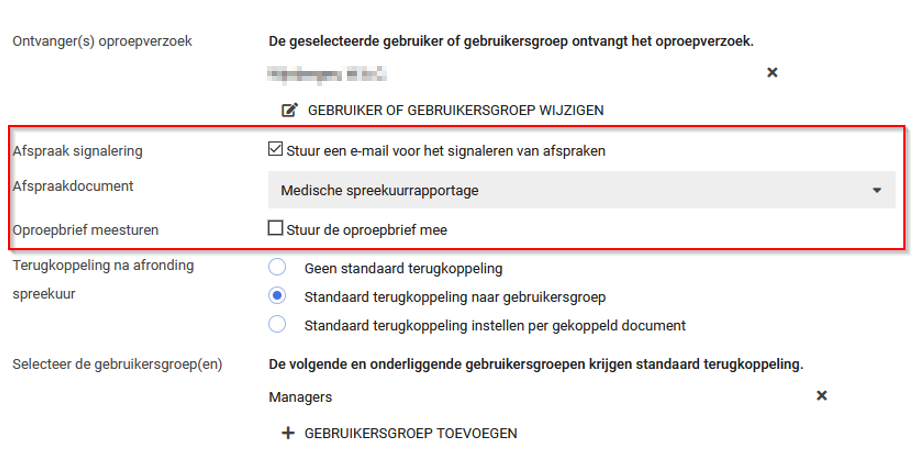 Ontvanger(s) oproepverzoek
De geselecteerde gebruiker of gebruikersgroep ontvangt het oproepverzoek.
GEBRUIKER OF GEBRUIKERSGROEP WIJZIGEN
Afspraak signalering
Stuur een e-mail voor het signaleren van afspraken
Afspraakdocument
Medische spreekuurrapportage
Oproepbrief meesturen
Stuur de oproepbrief mee
Terugkoppeling na afronding
spreekuur
Geen standaard terugkoppeling
Standaard terugkoppeling naar gebruikersgroep
Standaard terugkoppeling instellen per gekoppeld document
Selecteer de gebruikersgroep(en)
De volgende en onderliggende gebruikersgroepen krijgen standaard terugkoppeling.
Managers
GEBRUIKERSGROEP TOEVOEGEN